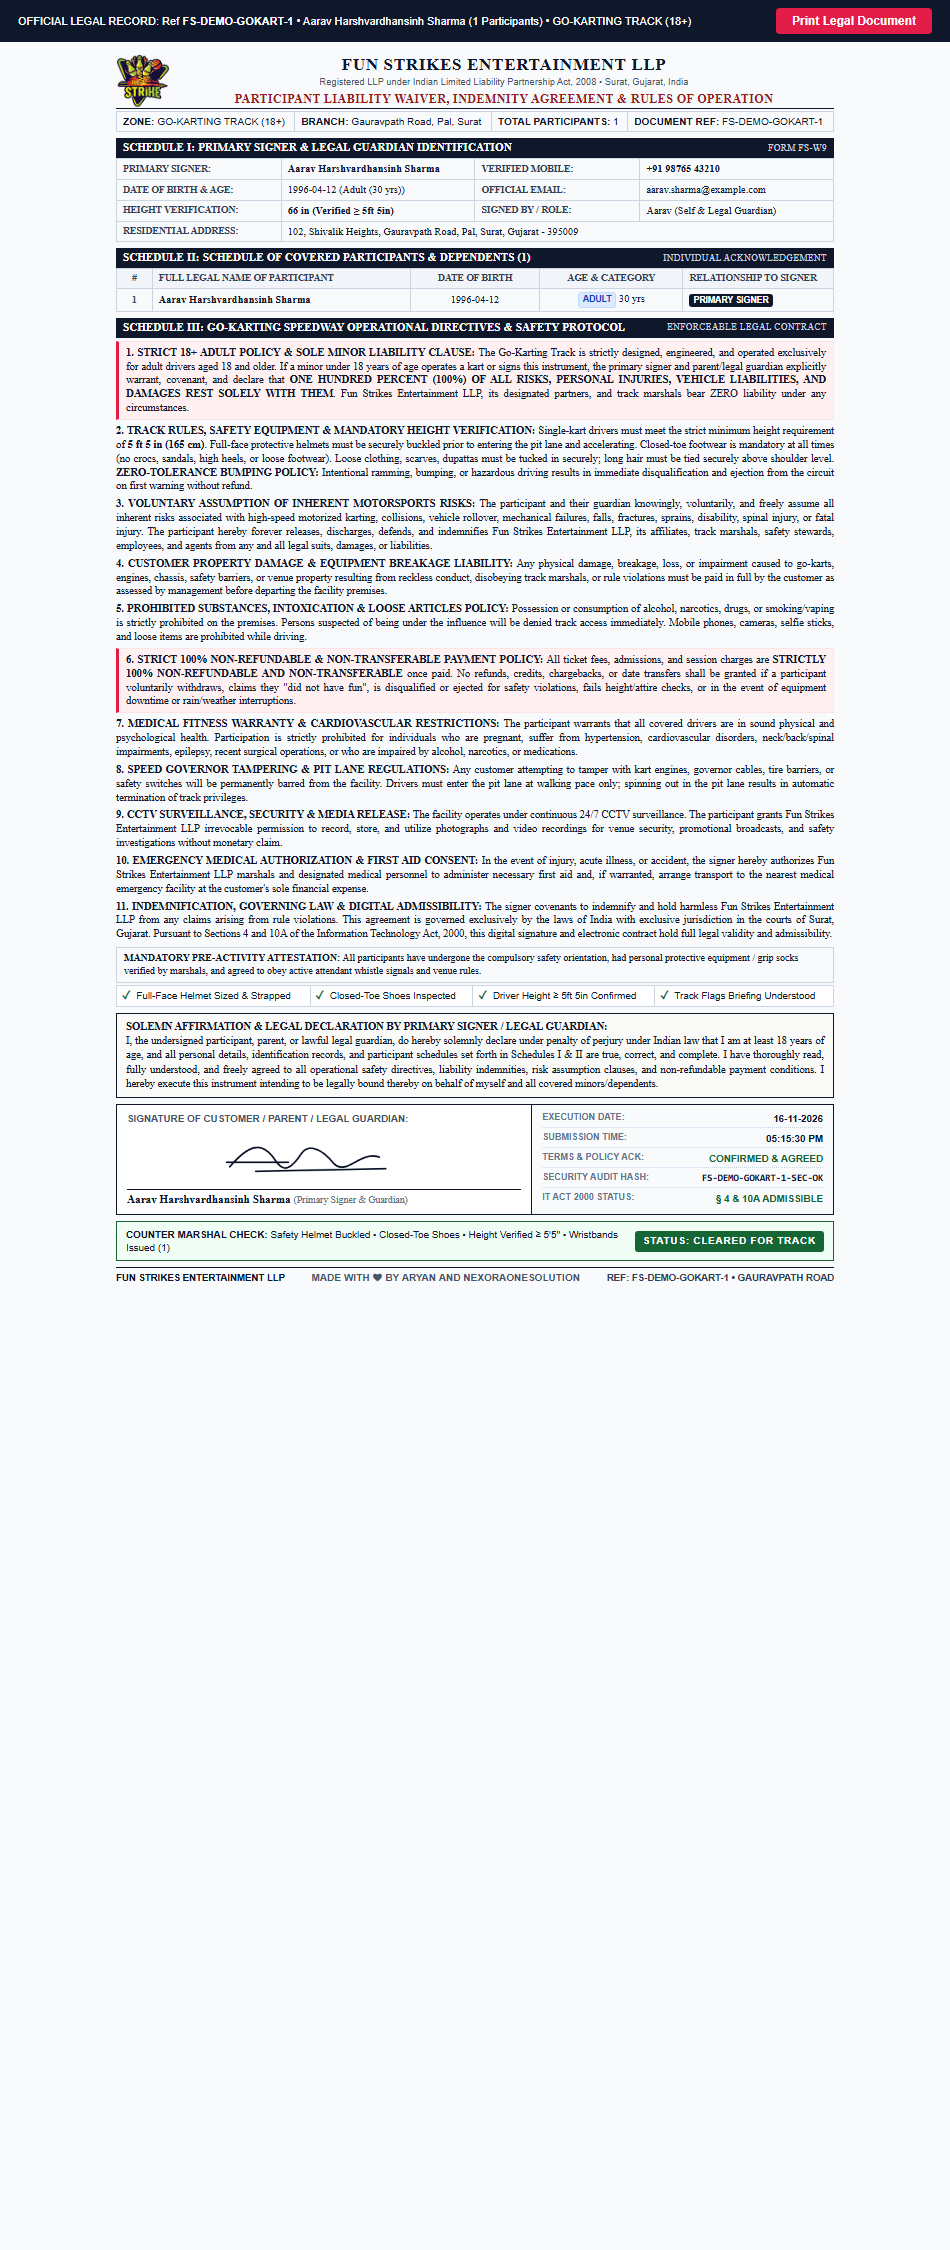 OFFICIAL LEGAL RECORD: Ref FS-DEMO-GOKART-1 • Aarav Harshvardhansinh Sharma (1 Participants) • GO-KARTING TRACK (18+)
Print Legal Document
STRIKE
FUN STRIKES ENTERTAINMENT LLP
Registered LLP under Indian Limited Liability Partnership Act, 2008 • Surat, Gujarat, India
PARTICIPANT LIABILITY WAIVER, INDEMNITY AGREEMENT & RULES OF OPERATION
ZONE: GO-KARTING TRACK (18+) BRANCH: Gauravpath Road, Pal, Surat TOTAL PARTICIPANTS: 1 DOCUMENT REF: FS-DEMO-GOKART-1
SCHEDULE I: PRIMARY SIGNER & LEGAL GUARDIAN IDENTIFICATION FORM FS-W9
PRIMARY SIGNER: Aarav Harshvardhansinh Sharma VERIFIED MOBILE: +91 98765 43210
DATE OF BIRTH & AGE: 1996-04-12 (Adult (30 yrs)) OFFICIAL EMAIL: aarav.sharma@example.com
HEIGHT VERIFICATION: 66 in (Verified ≥ 5ft 5in) SIGNED BY / ROLE: Aarav (Self & Legal Guardian)
RESIDENTIAL ADDRESS: 102, Shivalik Heights, Gauravpath Road, Pal, Surat, Gujarat - 395009
SCHEDULE II: SCHEDULE OF COVERED PARTICIPANTS & DEPENDENTS (1) INDIVIDUAL ACKNOWLEDGEMENT
# FULL LEGAL NAME OF PARTICIPANT DATE OF BIRTH AGE & CATEGORY RELATIONSHIP TO SIGNER
1 Aarav Harshvardhansinh Sharma 1996-04-12 ADULT 30 yrs PRIMARY SIGNER
SCHEDULE III: GO-KARTING SPEEDWAY OPERATIONAL DIRECTIVES & SAFETY PROTOCOL ENFORCEABLE LEGAL CONTRACT
1. STRICT 18+ ADULT POLICY & SOLE MINOR LIABILITY CLAUSE: The Go-Karting Track is strictly designed, engineered, and operated exclusively
for adult drivers aged 18 and older. If a minor under 18 years of age operates a kart or signs this instrument, the primary signer and parent/legal guardian explicitly
warrant, covenant, and declare that ONE HUNDRED PERCENT (100%) OF ALL RISKS, PERSONAL INJURIES, VEHICLE LIABILITIES, AND
DAMAGES REST SOLELY WITH THEM. Fun Strikes Entertainment LLP, its designated partners, and track marshals bear ZERO liability under any
circumstances.
2. TRACK RULES, SAFETY EQUIPMENT & MANDATORY HEIGHT VERIFICATION: Single-kart drivers must meet the strict minimum height requirement
of 5 ft 5 in (165 cm). Full-face protective helmets must be securely buckled prior to entering the pit lane and accelerating. Closed-toe footwear is mandatory at all times
(no crocs, sandals, high heels, or loose footwear). Loose clothing, scarves, dupattas must be tucked in securely; long hair must be tied securely above shoulder level.
ZERO-TOLERANCE BUMPING POLICY: Intentional ramming, bumping, or hazardous driving results in immediate disqualification and ejection from the circuit
on first warning without refund.
3. VOLUNTARY ASSUMPTION OF INHERENT MOTORSPORTS RISKS: The participant and their guardian knowingly, voluntarily, and freely assume all
inherent risks associated with high-speed motorized karting, collisions, vehicle rollover, mechanical failures, falls, fractures, sprains, disability, spinal injury, or fatal
injury. The participant hereby forever releases, discharges, defends, and indemnifies Fun Strikes Entertainment LLP, its affiliates, track marshals, safety stewards,
employees, and agents from any and all legal suits, damages, or liabilities.
4. CUSTOMER PROPERTY DAMAGE & EQUIPMENT BREAKAGE LIABILITY: Any physical damage, breakage, loss, or impairment caused to go-karts,
engines, chassis, safety barriers, or venue property resulting from reckless conduct, disobeying track marshals, or rule violations must be paid in full by the customer as
assessed by management before departing the facility premises.
5. PROHIBITED SUBSTANCES, INTOXICATION & LOOSE ARTICLES POLICY: Possession or consumption of alcohol, narcotics, drugs, or smoking/vaping
is strictly prohibited on the premises. Persons suspected of being under the influence will be denied track access immediately. Mobile phones, cameras, selfie sticks,
and loose items are prohibited while driving.
6. STRICT 100% NON-REFUNDABLE & NON-TRANSFERABLE PAYMENT POLICY: All ticket fees, admissions, and session charges are STRICTLY
100% NON-REFUNDABLE AND NON-TRANSFERABLE once paid. No refunds, credits, chargebacks, or date transfers shall be granted if a participant
voluntarily withdraws, claims they "did not have fun", is disqualified or ejected for safety violations, fails height/attire checks, or in the event of equipment
downtime or rain/weather interruptions.
7. MEDICAL FITNESS WARRANTY & CARDIOVASCULAR RESTRICTIONS: The participant warrants that all covered drivers are in sound physical and
psychological health. Participation is strictly prohibited for individuals who are pregnant, suffer from hypertension, cardiovascular disorders, neck/back/spinal
impairments, epilepsy, recent surgical operations, or who are impaired by alcohol, narcotics, or medications.
8. SPEED GOVERNOR TAMPERING & PIT LANE REGULATIONS: Any customer attempting to tamper with kart engines, governor cables, tire barriers, or
safety switches will be permanently barred from the facility. Drivers must enter the pit lane at walking pace only; spinning out in the pit lane results in automatic
termination of track privileges.
9. CCTV SURVEILLANCE, SECURITY & MEDIA RELEASE: The facility operates under continuous 24/7 CCTV surveillance. The participant grants Fun Strikes
Entertainment LLP irrevocable permission to record, store, and utilize photographs and video recordings for venue security, promotional broadcasts, and safety
investigations without monetary claim.
10. EMERGENCY MEDICAL AUTHORIZATION & FIRST AID CONSENT: In the event of injury, acute illness, or accident, the signer hereby authorizes Fun
Strikes Entertainment LLP marshals and designated medical personnel to administer necessary first aid and, if warranted, arrange transport to the nearest medical
emergency facility at the customer's sole financial expense.
11. INDEMNIFICATION, GOVERNING LAW & DIGITAL ADMISSIBILITY: The signer covenants to indemnify and hold harmless Fun Strikes Entertainment
LLP from any claims arising from rule violations. This agreement is governed exclusively by the laws of India with exclusive jurisdiction in the courts of Surat,
Gujarat. Pursuant to Sections 4 and 10A of the Information Technology Act, 2000, this digital signature and electronic contract hold full legal validity and admissibility.
MANDATORY PRE-ACTIVITY ATTESTATION: All participants have undergone the compulsory safety orientation, had personal protective equipment / grip socks
verified by marshals, and agreed to obey active attendant whistle signals and venue rules.
✓ Full-Face Helmet Sized & Strapped ✓ Closed-Toe Shoes Inspected ✓ Driver Height ≥ 5ft 5in Confirmed ✓ Track Flags Briefing Understood
SOLEMN AFFIRMATION & LEGAL DECLARATION BY PRIMARY SIGNER / LEGAL GUARDIAN:
I, the undersigned participant, parent, or lawful legal guardian, do hereby solemnly declare under penalty of perjury under Indian law that I am at least 18 years of
age, and all personal details, identification records, and participant schedules set forth in Schedules I & II are true, correct, and complete. I have thoroughly read,
fully understood, and freely agreed to all operational safety directives, liability indemnities, risk assumption clauses, and non-refundable payment conditions. I
hereby execute this instrument intending to be legally bound thereby on behalf of myself and all covered minors/dependents.
SIGNATURE OF CUSTOMER / PARENT / LEGAL GUARDIAN:
Aarav Harshvardhansinh Sharma (Primary Signer & Guardian)
EXECUTION DATE: 16-11-2026
SUBMISSION TIME: 05:15:30 PM
TERMS & POLICY ACK: CONFIRMED & AGREED
SECURITY AUDIT HASH: FS-DEMO-GOKART-1-SEC-OK
IT ACT 2000 STATUS: § 4 & 10A ADMISSIBLE
COUNTER MARSHAL CHECK: Safety Helmet Buckled • Closed-Toe Shoes • Height Verified ≥ 5'5" • Wristbands
Issued (1)
STATUS: CLEARED FOR TRACK
FUN STRIKES ENTERTAINMENT LLP MADE WITH ♥ BY ARYAN AND NEXORAONESOLUTION REF: FS-DEMO-GOKART-1 • GAURAVPATH ROAD